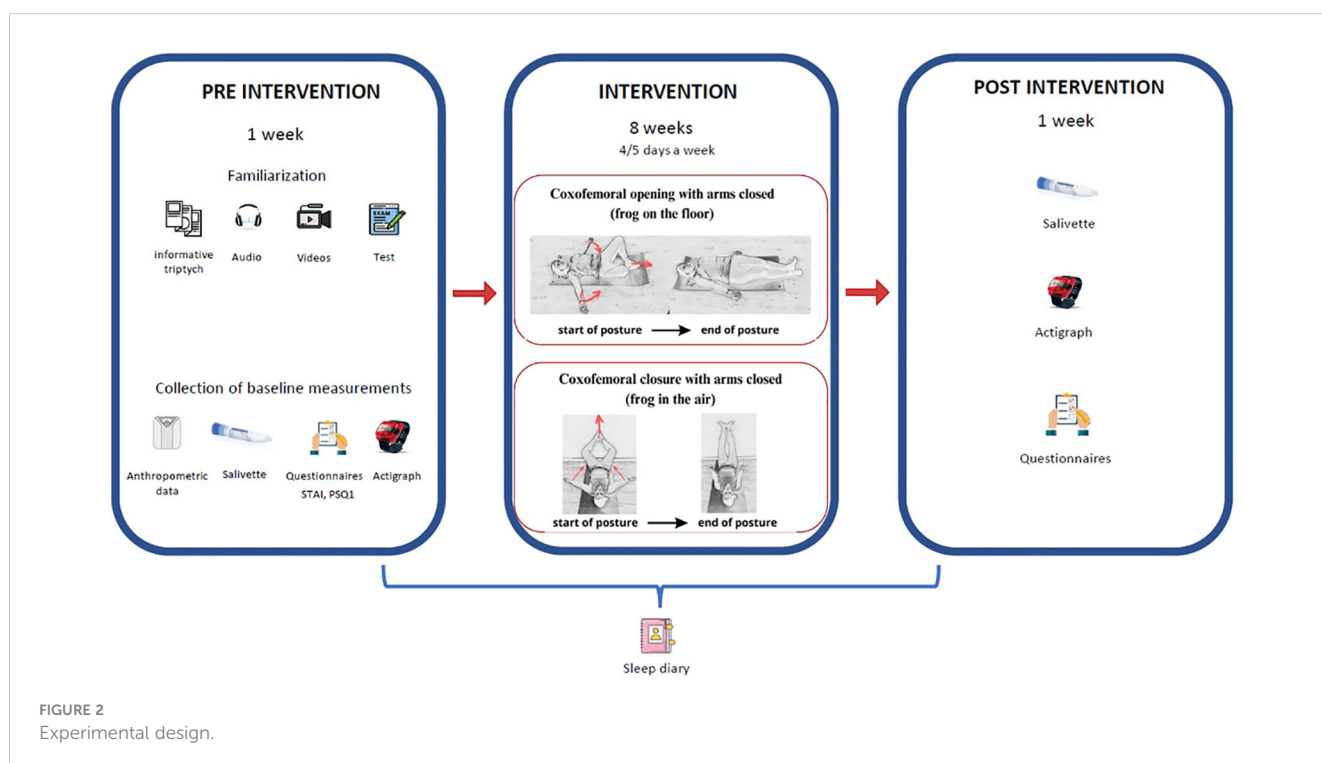 PRE INTERVENTION
1 week
Familiarization
informative
triptych
Audio
Videos
EXAM
Test
Collection of baseline measurements
Anthropometric
data
Salivette
Questionnaires
STAI, PSQ1
Actigraph
INTERVENTION
8 weeks
4/5 days a week
Coxofemoral opening with arms closed
(frog on the floor)
start of posture
end of posture
Coxofemoral closure with arms closed
(frog in the air)
start of posture
end of posture
POST INTERVENTION
1 week
Salivette
Actigraph
Questionnaires
Sleep diary
FIGURE 2
Experimental design.